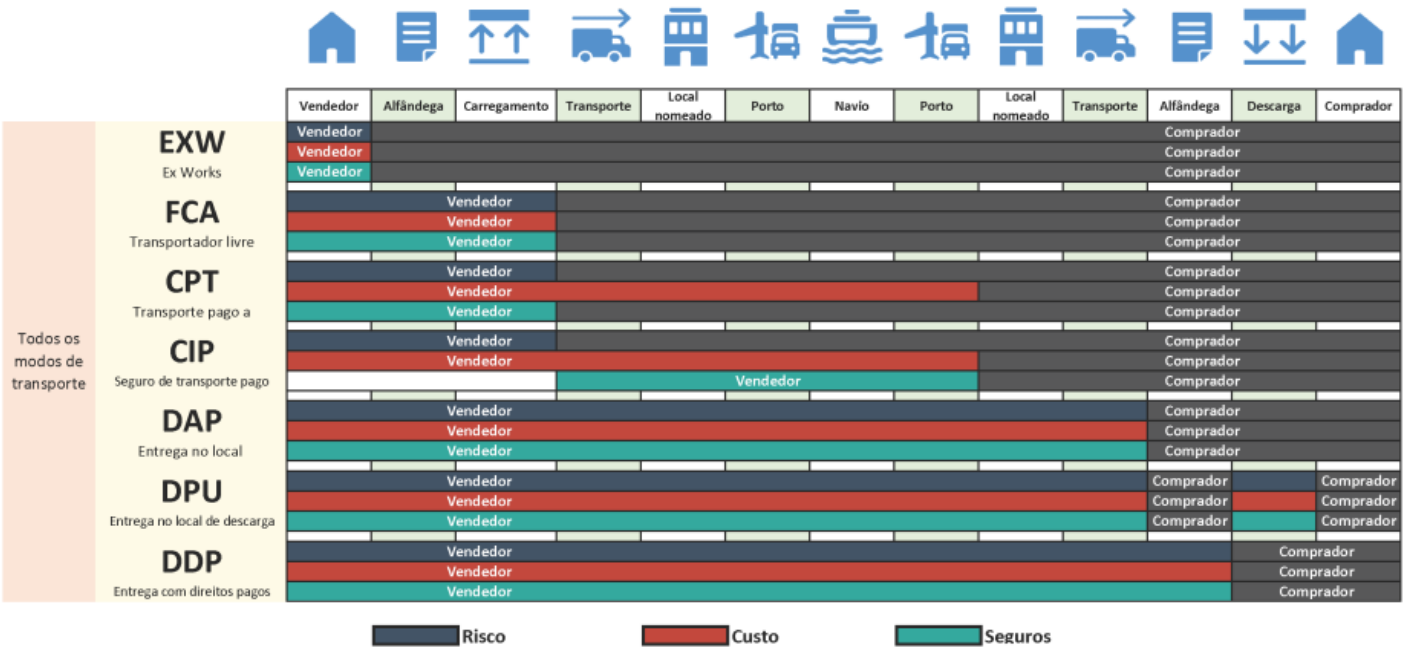 Vendedor Alfândega Carregamento Transporte Local nomeado Porto Navio Porto Local nomeado Transporte Alfândega Descarga Comprador
Todos os
modos de
transporte
EXW
Ex Works
Vendedor Comprador
Vendedor Comprador
Vendedor Comprador
FCA
Transportador livre
Vendedor Comprador
Vendedor Comprador
Vendedor Comprador
CPT
Transporte pago a
Vendedor Comprador
Vendedor Comprador
Vendedor Comprador
CIP
Seguro de transporte pago
Vendedor Comprador
Vendedor Comprador
Vendedor Comprador
DAP
Entrega no local
Vendedor Comprador
Vendedor Comprador
Vendedor Comprador
DPU
Entrega no local de descarga
Vendedor Comprador Comprador
Vendedor Comprador Comprador
Vendedor Comprador Comprador
DDP
Entrega com direitos pagos
Vendedor Comprador
Vendedor Comprador
Vendedor Comprador
Risco Custo Seguros